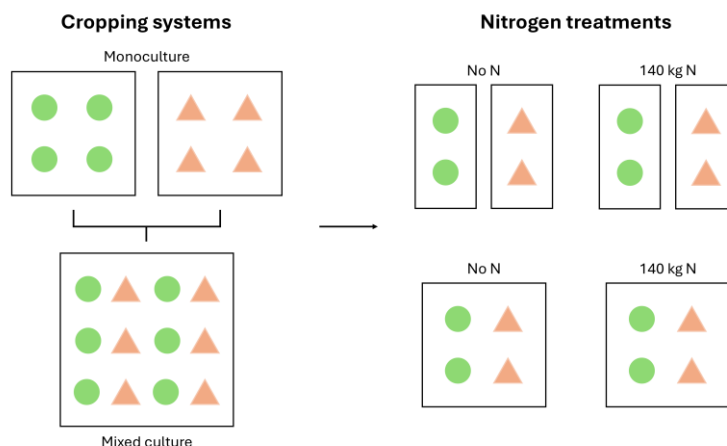 Cropping systems
Nitrogen treatments
Monoculture
No N
140 kg N
No N
140 kg N
Mixed culture